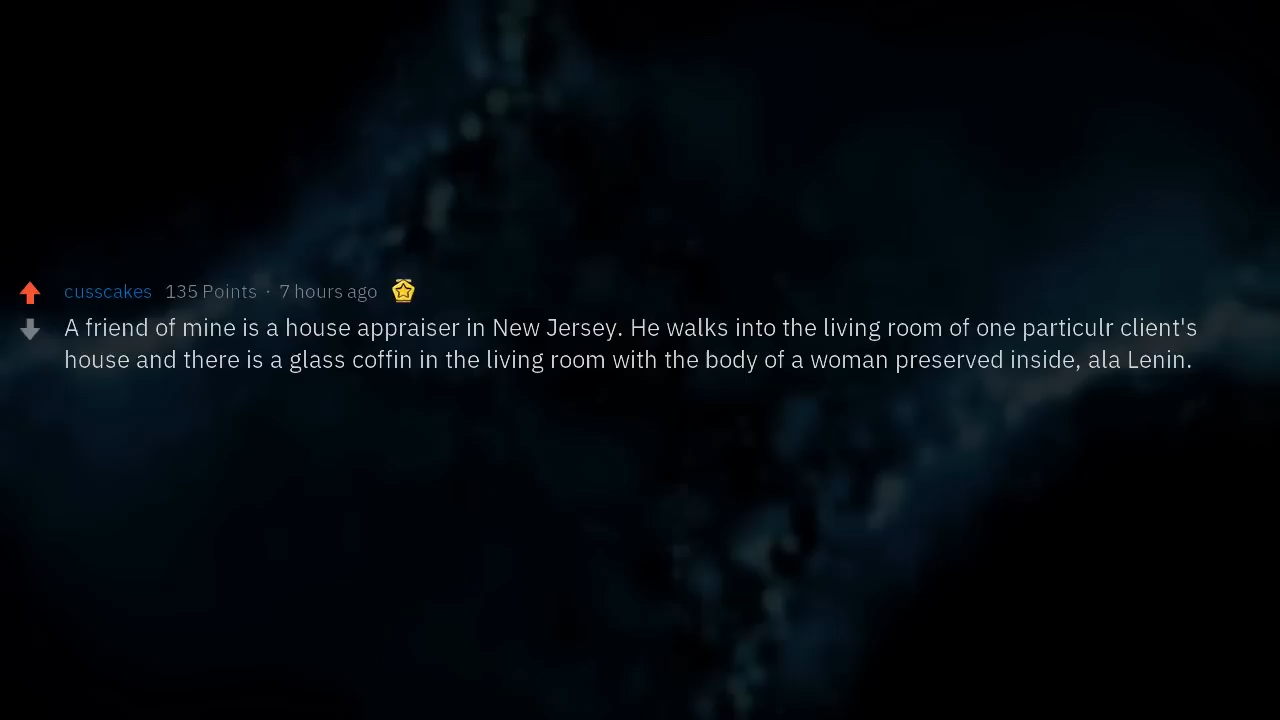 cusscakes 135 Points · 7 hours ago
A friend of mine is a house appraiser in New Jersey. He walks into the living room of one particulr client's
house and there is a glass coffin in the living room with the body of a woman preserved inside, ala Lenin.